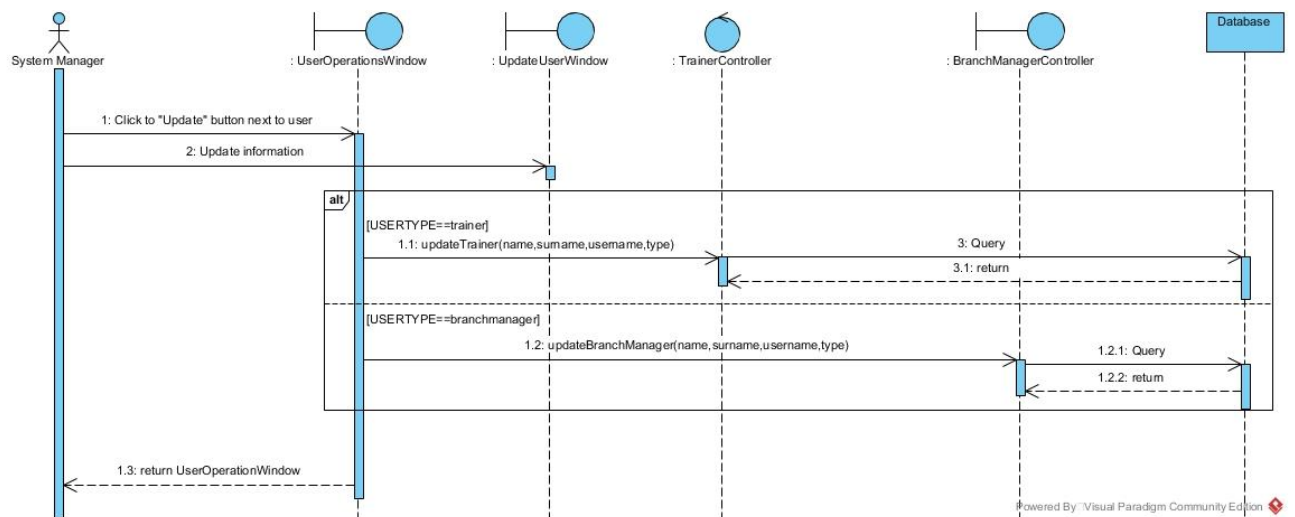 System Manager
: UserOperationsWindow
: UpdateUserWindow
: TrainerController
: BranchManagerController
Database
1: Click to "Update" button next to user
2: Update information
alt
[USERTYPE==trainer]
1.1: updateTrainer(name,surname,username,type)
3: Query
3.1: return
[USERTYPE==branchmanager]
1.2: updateBranchManager(name,surname,username,type)
1.2.1: Query
1.2.2: return
1.3: return UserOperationWindow
Powered By Visual Paradigm Community Edition